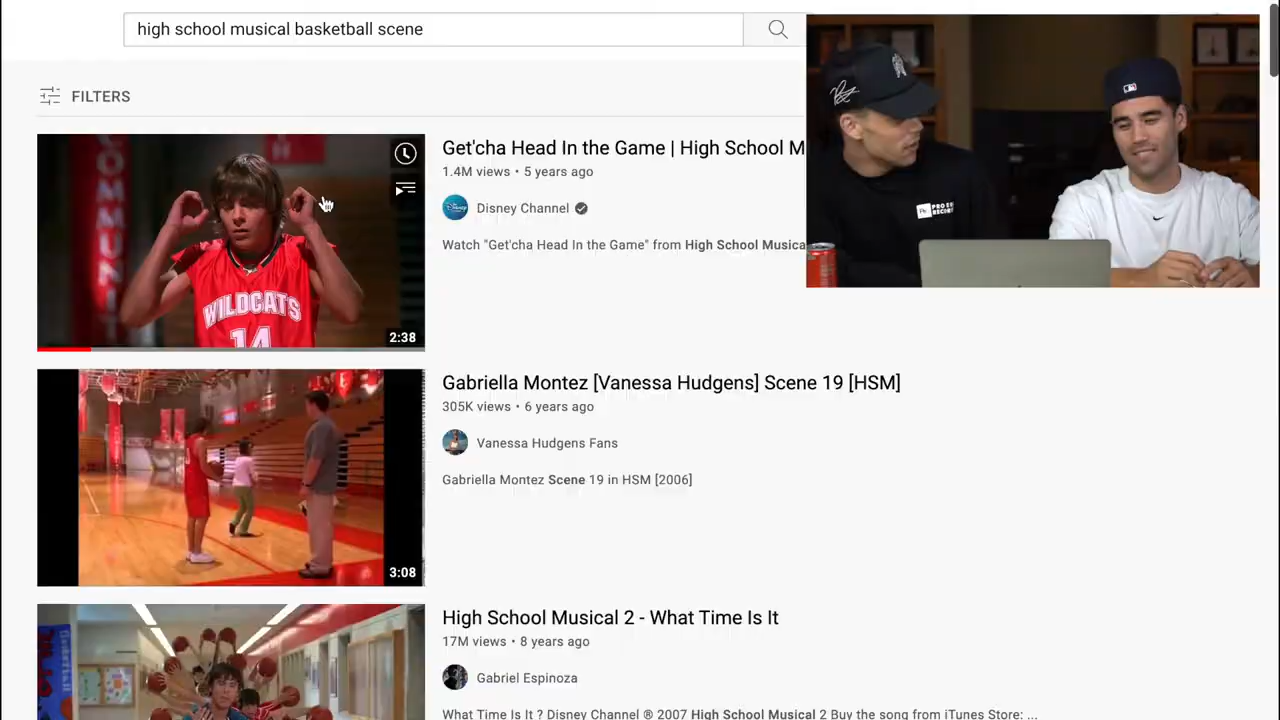 high school musical basketball scene
FILTERS
COMMUNI
WILDCATS
14
2:38
Get'cha Head In the Game | High School M
1.4M views • 5 years ago
Disney Channel
Watch "Get'cha Head In the Game" from High School Musica
3:08
Gabriella Montez [Vanessa Hudgens] Scene 19 [HSM]
305K views • 6 years ago
Vanessa Hudgens Fans
Gabriella Montez Scene 19 in HSM [2006]
High School Musical 2 - What Time Is It
17M views • 8 years ago
Gabriel Espinoza
What Time Is It ? Disney Channel ® 2007 High School Musical 2 Buy the song from iTunes Store: ...